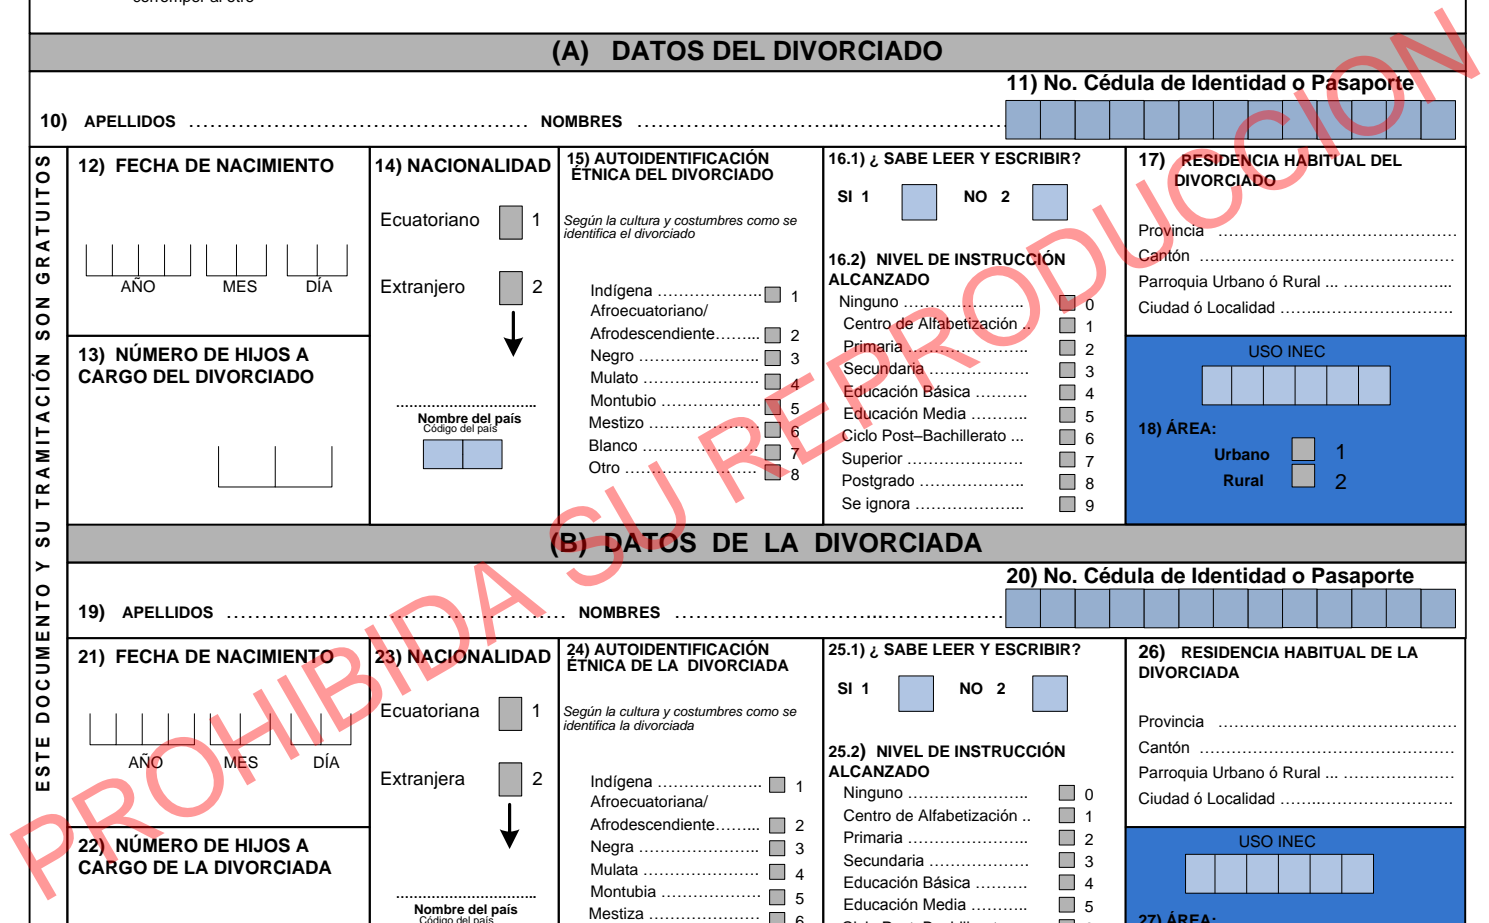 (A) DATOS DEL DIVORCIADO
11) No. Cédula de Identidad o Pasaporte
10) APELLIDOS ………………………………………… NOMBRES ……………………..………………….
ESTE DOCUMENTO Y SU TRAMITACIÓN SON GRATUITOS
12) FECHA DE NACIMIENTO
AÑO MES DÍA
13) NÚMERO DE HIJOS A
CARGO DEL DIVORCIADO
14) NACIONALIDAD
Ecuatoriano 1
Extranjero 2
Nombre del país
Código del país
15) AUTOIDENTIFICACIÓN
ÉTNICA DEL DIVORCIADO
Según la cultura y costumbres como se
identifica el divorciado
Indígena ……………….. 1
Afroecuatoriano/
Afrodescendiente…….. 2
Negro …………………. 3
Mulato ………………… 4
Montubio ……………… 5
Mestizo ……………….. 6
Blanco ………………… 7
Otro …………………… 8
16.1) ¿ SABE LEER Y ESCRIBIR?
SI 1 NO 2
16.2) NIVEL DE INSTRUCCIÓN
ALCANZADO
Ninguno ………………….. 0
Centro de Alfabetización .. 1
Primaria ………………….. 2
Secundaria ………………. 3
Educación Básica ………. 4
Educación Media ……….. 5
Ciclo Post–Bachillerato ... 6
Superior …………………. 7
Postgrado ……………….. 8
Se ignora ………………... 9
17) RESIDENCIA HABITUAL DEL
DIVORCIADO
Provincia ……………………………………
Cantón ………………………………………
Parroquia Urbano ó Rural ... ………………...
Ciudad ó Localidad ……..………………….
USO INEC
18) ÁREA:
Urbano 1
Rural 2
(B) DATOS DE LA DIVORCIADA
20) No. Cédula de Identidad o Pasaporte
19) APELLIDOS ………………………………………… NOMBRES ……………………..………………….
21) FECHA DE NACIMIENTO
AÑO MES DÍA
22) NÚMERO DE HIJOS A
CARGO DE LA DIVORCIADA
23) NACIONALIDAD
Ecuatoriana 1
Extranjera 2
Nombre del país
Código del país
24) AUTOIDENTIFICACIÓN
ÉTNICA DE LA DIVORCIADA
Según la cultura y costumbres como se
identifica la divorciada
Indígena ……………….. 1
Afroecuatoriana/
Afrodescendiente…….. 2
Negra …………………. 3
Mulata ………………… 4
Montubia ……………… 5
Mestiza ……………….. 6
25.1) ¿ SABE LEER Y ESCRIBIR?
SI 1 NO 2
25.2) NIVEL DE INSTRUCCIÓN
ALCANZADO
Ninguno ………………….. 0
Centro de Alfabetización .. 1
Primaria ………………….. 2
Secundaria ………………. 3
Educación Básica ………. 4
Educación Media ……….. 5
26) RESIDENCIA HABITUAL DE LA
DIVORCIADA
Provincia ……………………………………
Cantón ………………………………………
Parroquia Urbano ó Rural ... …………………
Ciudad ó Localidad ……..………………….
USO INEC
27) ÁREA:
PROHIBIDA SU REPRODUCCION